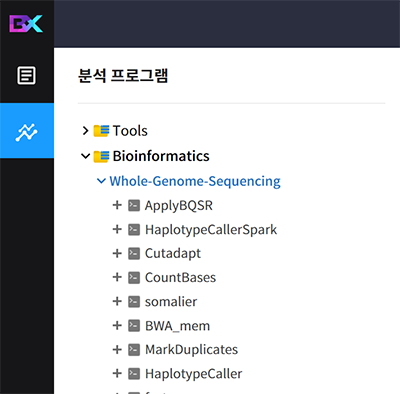 BX
분석 프로그램
Tools
Bioinformatics
Whole-Genome-Sequencing
ApplyBQSR
HaplotypeCallerSpark
Cutadapt
CountBases
somalier
BWA_mem
MarkDuplicates
HaplotypeCaller